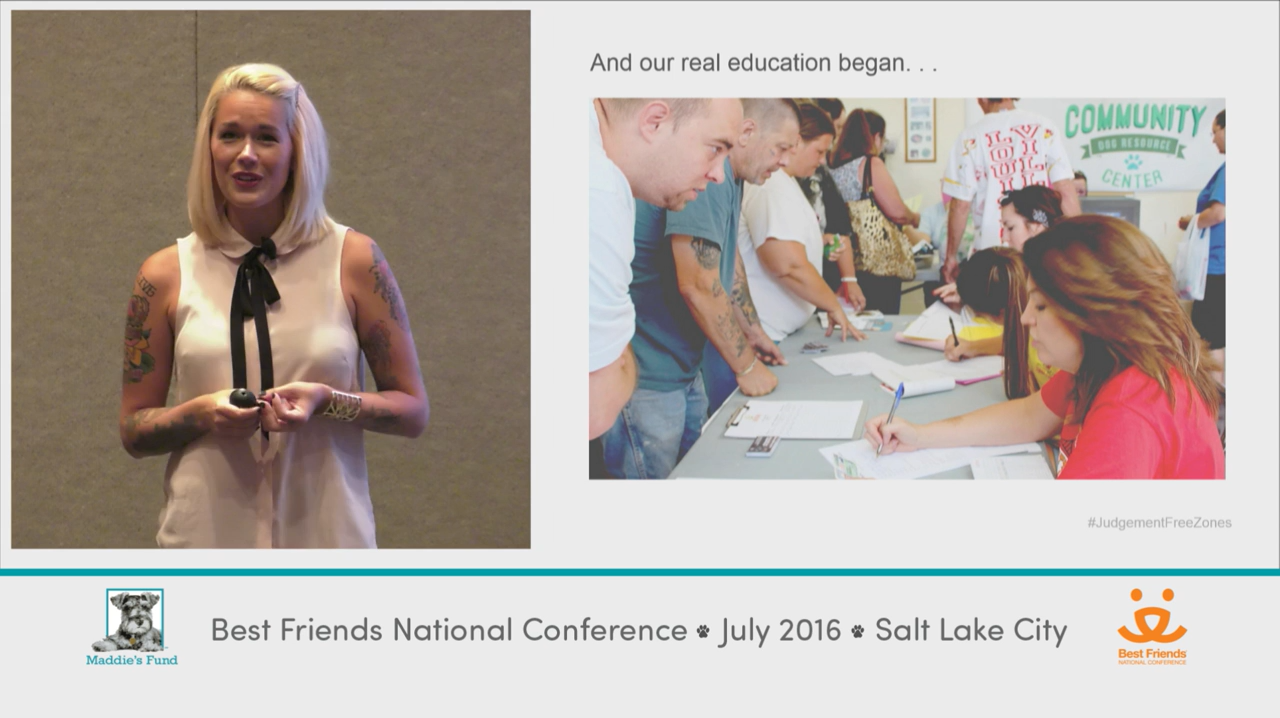 And our real education began. . .
COMMUNITY
DOG RESOURCE
CENTER
#JudgementFreeZones
Maddie's Fund
Best Friends National Conference July 2016 Salt Lake City
Best Friends
NATIONAL CONFERENCE